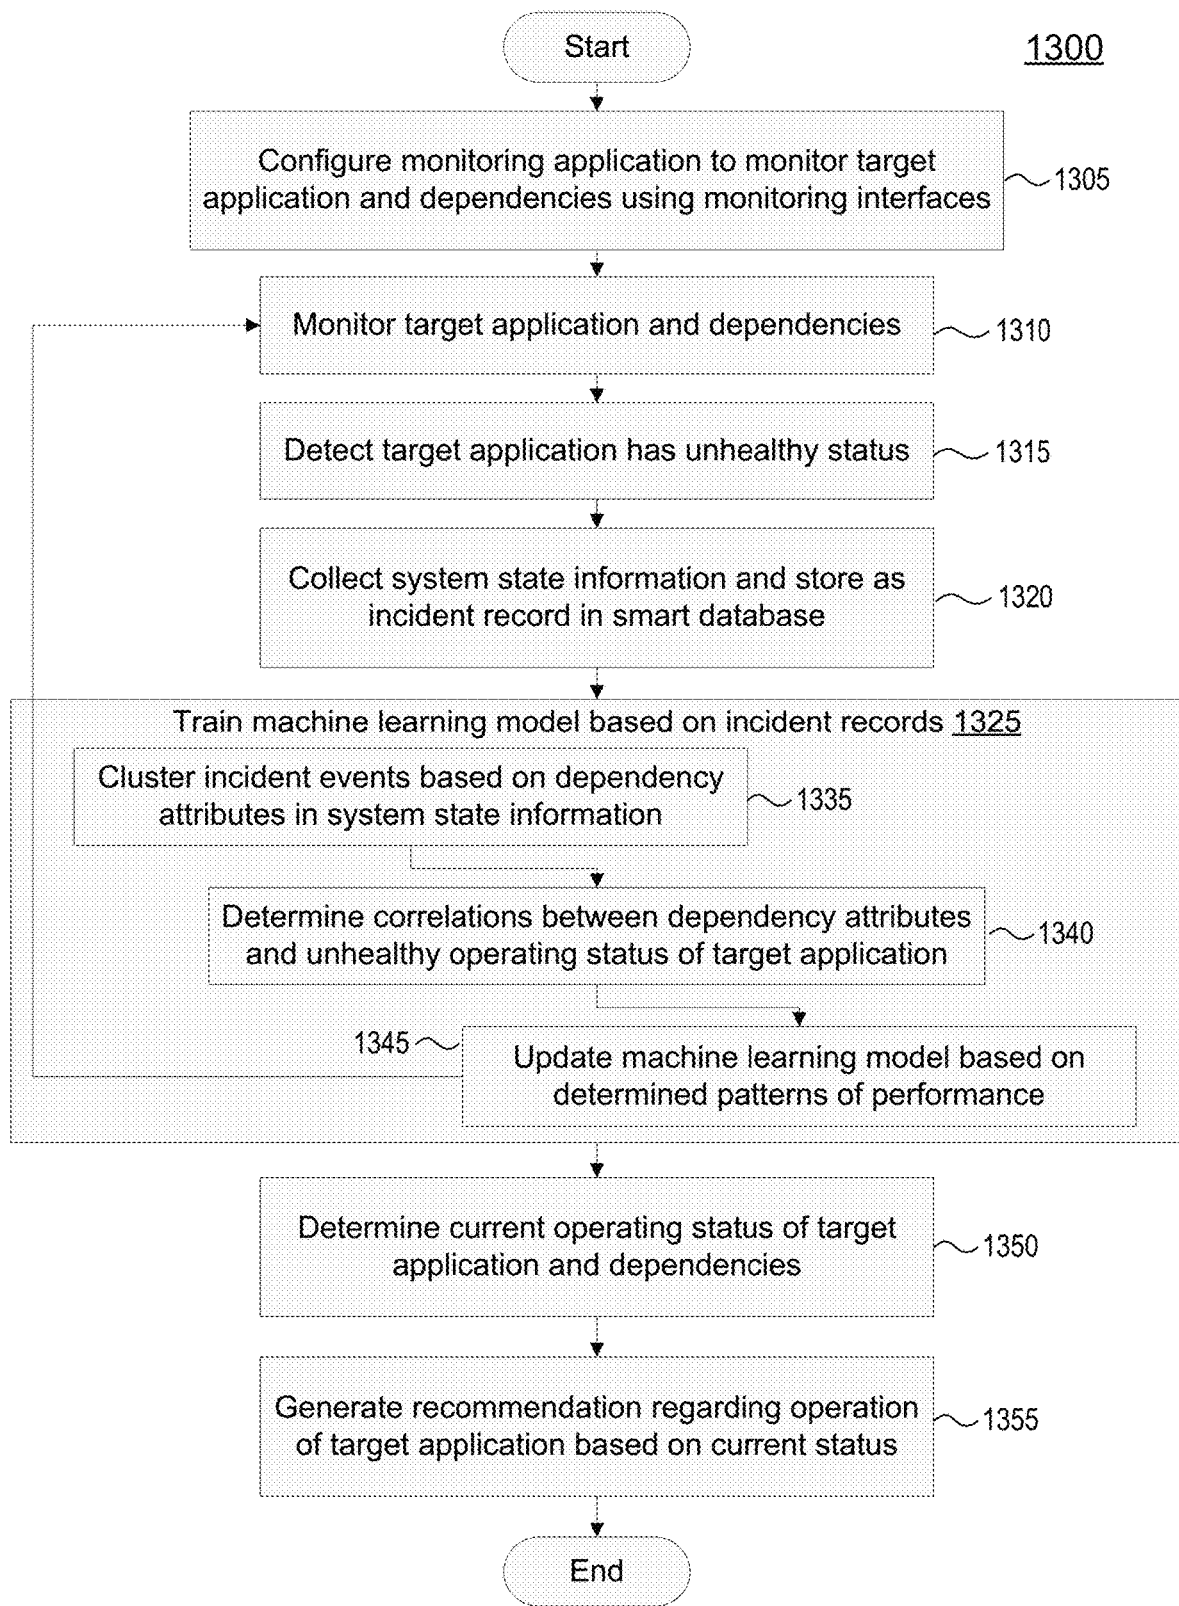 Start
1300
Configure monitoring application to monitor target
application and dependencies using monitoring interfaces
1305
Monitor target application and dependencies
1310
Detect target application has unhealthy status
1315
Collect system state information and store as
incident record in smart database
1320
Train machine learning model based on incident records 1325
Cluster incident events based on dependency
attributes in system state information
1335
Determine correlations between dependency attributes
and unhealthy operating status of target application
1340
1345
Update machine learning model based on
determined patterns of performance
Determine current operating status of target
application and dependencies
1350
Generate recommendation regarding operation
of target application based on current status
1355
End